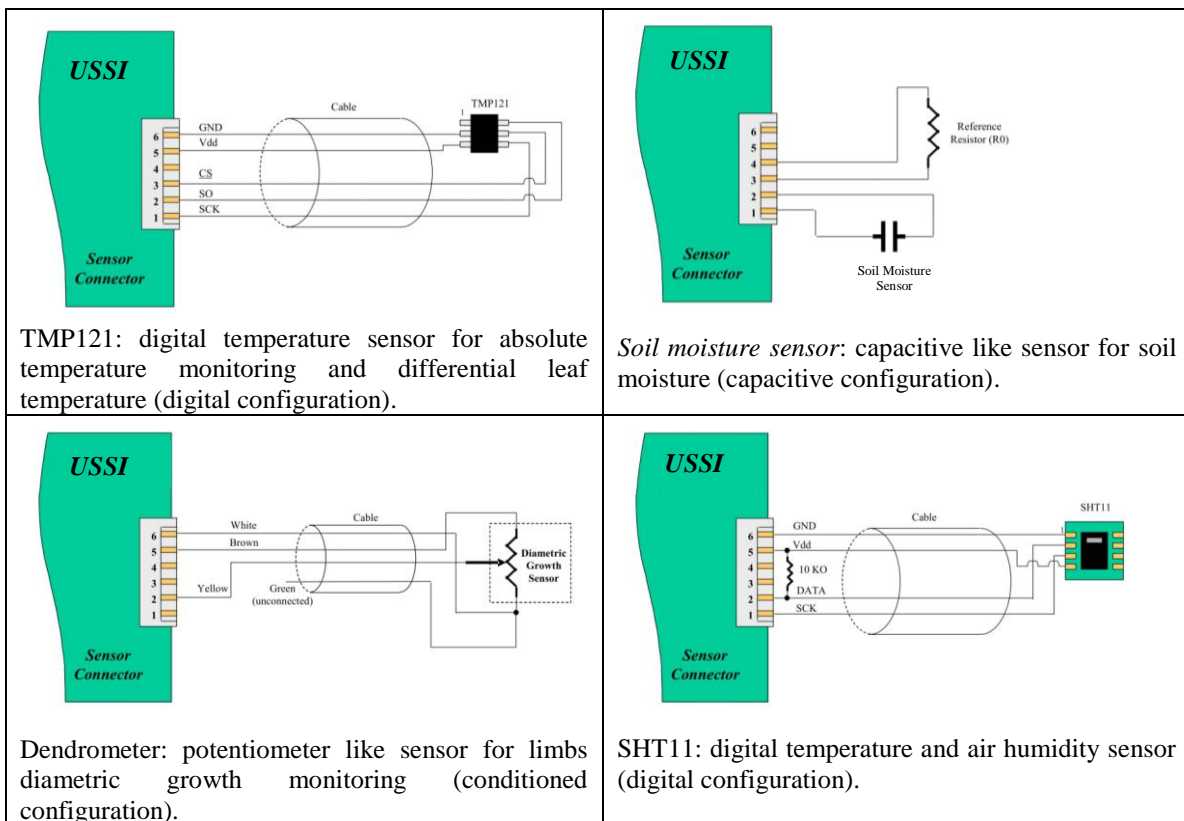 USSI
Cable
TMP121
1
GND
6
Vdd
5
4
CS
3
SO
2
SCK
1
Sensor
Connector
TMP121: digital temperature sensor for absolute
temperature monitoring and differential leaf
temperature (digital configuration).
USSI
6
5
4
3
2
1
Reference
Resistor (R0)
Sensor
Connector
Soil Moisture
Sensor
Soil moisture sensor: capacitive like sensor for soil
moisture (capacitive configuration).
USSI
White
Cable
6
Brown
5
4
Diametric
Growth
Sensor
3
Yellow
Green
(unconnected)
2
1
Sensor
Connector
Dendrometer: potentiometer like sensor for limbs
diametric growth monitoring (conditioned
configuration).
USSI
SHT11
Cable
GND
1
6
Vdd
5
4
10 KO
3
DATA
2
SCK
1
Sensor
Connector
SHT11: digital temperature and air humidity sensor
(digital configuration).